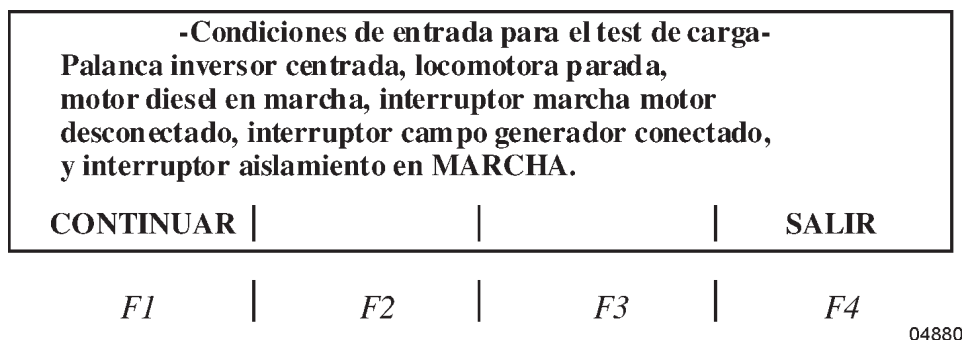 -Condiciones de entrada para el test de carga-
Palanca inversor centrada, locomotora parada,
motor diesel en marcha, interruptor marcha motor
desconectado, interruptor campo generador conectado,
y interruptor aislamiento en MARCHA.
CONTINUAR | | | SALIR
F1 | F2 | F3 | F4
04880